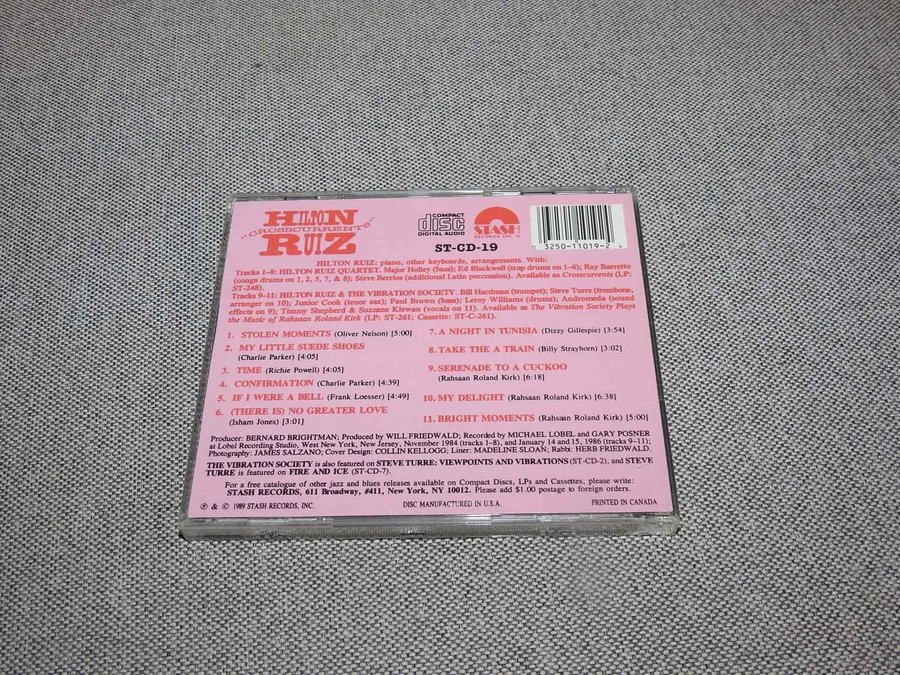 HILTON
"CROSSCURRENTS"
RUIZ
COMPACT
disc
DIGITAL AUDIO
STASH
RECORDS INC.
ST-CD-19
0 3250-11019-2 4
HILTON RUIZ: piano, other keyboards, arrangements. With:
Tracks 1-8: HILTON RUIZ QUARTET. Major Holley (bass); Ed Blackwell (trap drums on 1-6); Ray Barretto
(conga drums on 1, 2, 5, 7, & 8); Steve Berrios (additional Latin percussion). Available as Crosscurrents (LP:
ST-248).
Tracks 9-11: HILTON RUIZ & THE VIBRATION SOCIETY. Bill Hardman (trumpet); Steve Turre (trombone,
arranger on 10); Junior Cook (tenor sax); Paul Brown (bass); Leroy Williams (drums); Andromeda (sound
effects on 9); Timmy Shepherd & Suzzane Kiewan (vocals on 11). Available as The Vibration Society Plays
the Music of Rahsaan Roland Kirk (LP: ST-261; Cassette: ST-C-261).
1. STOLEN MOMENTS (Oliver Nelson) [5:00]
2. MY LITTLE SUEDE SHOES
(Charlie Parker) [4:05]
3. TIME (Richie Powell) [4:05]
4. CONFIRMATION (Charlie Parker) [4:39]
5. IF I WERE A BELL (Frank Loesser) [4:49]
6. (THERE IS) NO GREATER LOVE
(Isham Jones) [3:01]
7. A NIGHT IN TUNISIA (Dizzy Gillespie) [3:54]
8. TAKE THE A TRAIN (Billy Strayhorn) [3:02]
9. SERENADE TO A CUCKOO
(Rahsaan Roland Kirk) [6:18]
10. MY DELIGHT (Rahsaan Roland Kirk) [6:38]
11. BRIGHT MOMENTS (Rahsaan Roland Kirk) [5:00]
Producer: BERNARD BRIGHTMAN; Produced by WILL FRIEDWALD; Recorded by MICHAEL LOBEL and GARY POSNER
at Lobel Recording Studio, West New York, New Jersey, November 1984 (tracks 1-8), and January 14 and 15, 1986 (tracks 9-11);
Photography: JAMES SALZANO; Cover Design: COLLIN KELLOGG; Liner: MADELINE SLOAN; Rabbi: HERB FRIEDWALD.
THE VIBRATION SOCIETY is also featured on STEVE TURRE: VIEWPOINTS AND VIBRATIONS (ST-CD-2), and STEVE
TURRE is featured on FIRE AND ICE (ST-CD-7).
For a free catalogue of other jazz and blues releases available on Compact Discs, LPs and Cassettes, please write:
STASH RECORDS, 611 Broadway, #411, New York, NY 10012. Please add $1.00 postage to foreign orders.
℗ & © 1989 STASH RECORDS, INC.
DISC MANUFACTURED IN U.S.A.
PRINTED IN CANADA